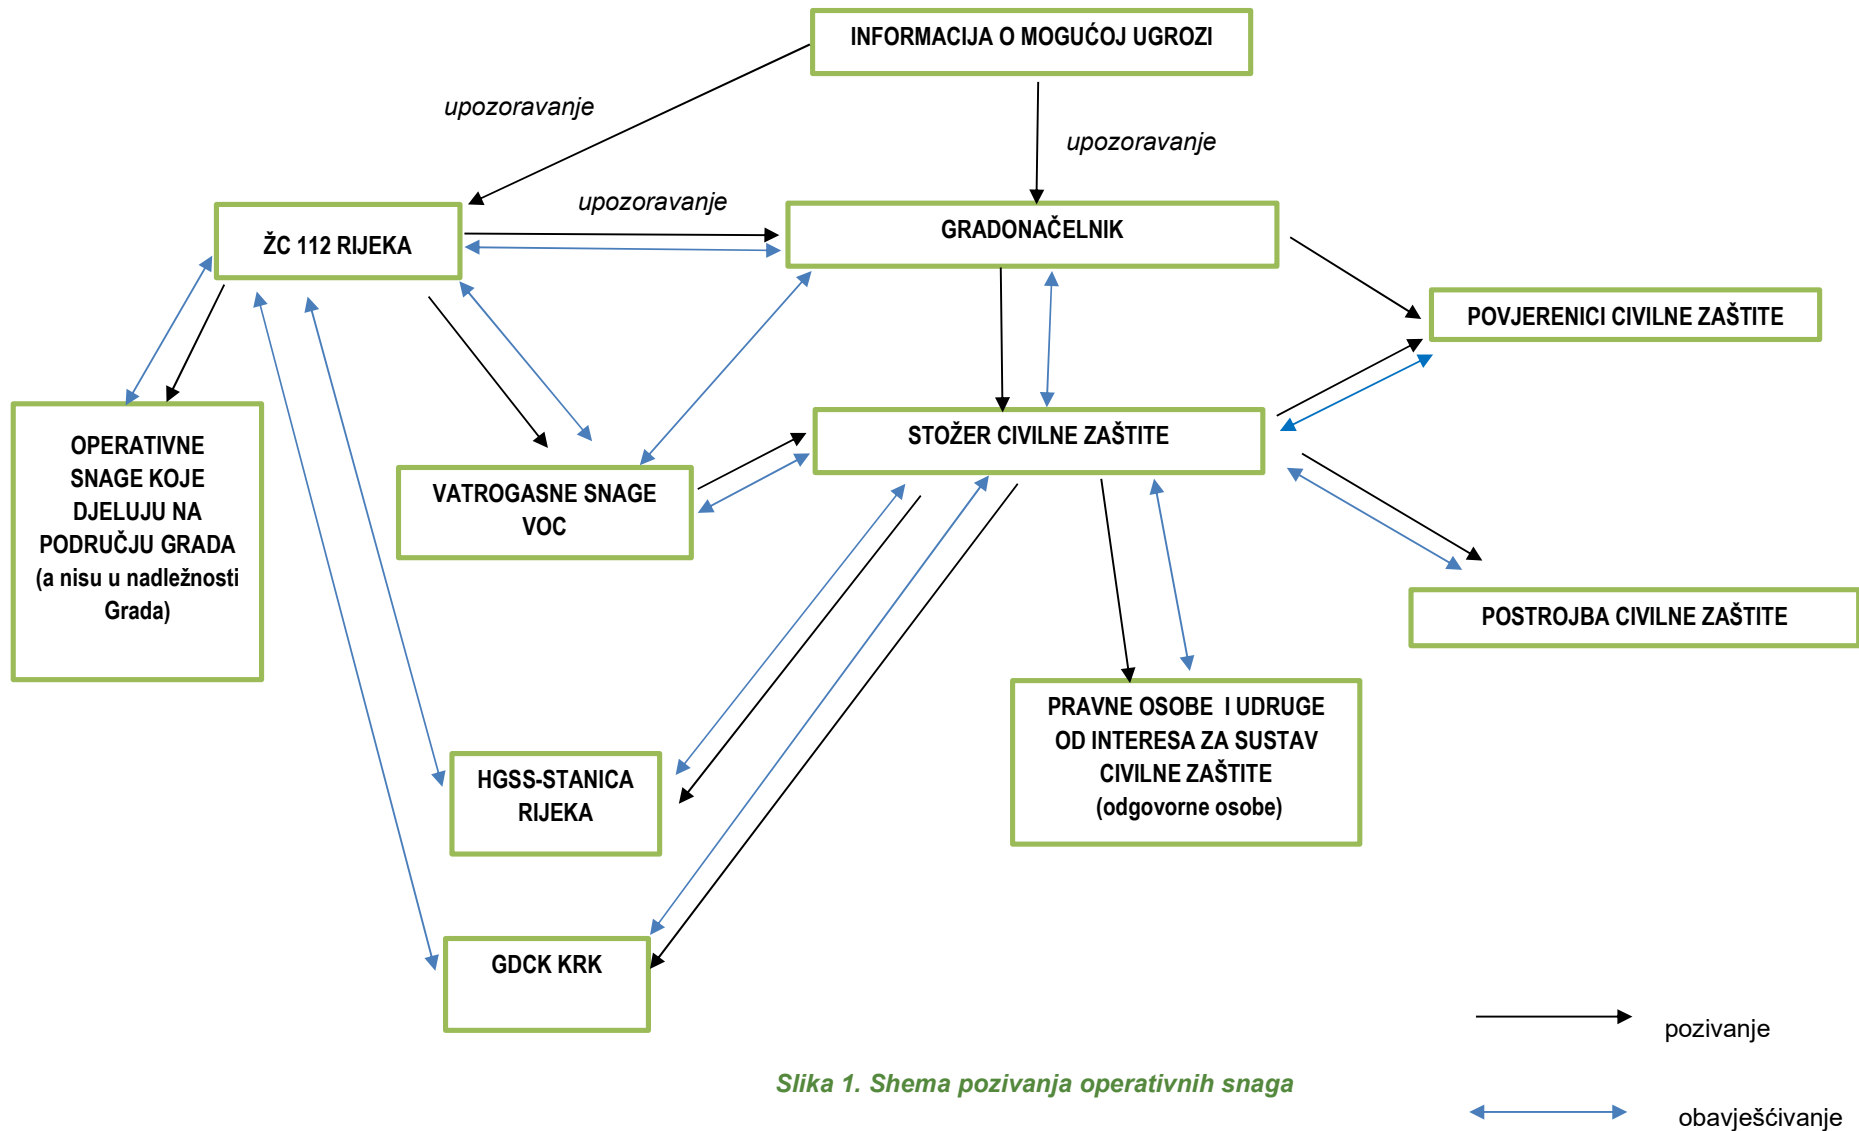 INFORMACIJA O MOGUĆOJ UGROZI
upozoravanje
upozoravanje
upozoravanje
ŽC 112 RIJEKA
GRADONAČELNIK
POVJERENICI CIVILNE ZAŠTITE
OPERATIVNE
SNAGE KOJE
DJELUJU NA
PODRUČJU GRADA
(a nisu u nadležnosti
Grada)
VATROGASNE SNAGE
VOC
STOŽER CIVILNE ZAŠTITE
POSTROJBA CIVILNE ZAŠTITE
PRAVNE OSOBE I UDRUGE
OD INTERESA ZA SUSTAV
CIVILNE ZAŠTITE
(odgovorne osobe)
HGSS-STANICA
RIJEKA
GDCK KRK
pozivanje
Slika 1. Shema pozivanja operativnih snaga
obavješćivanje